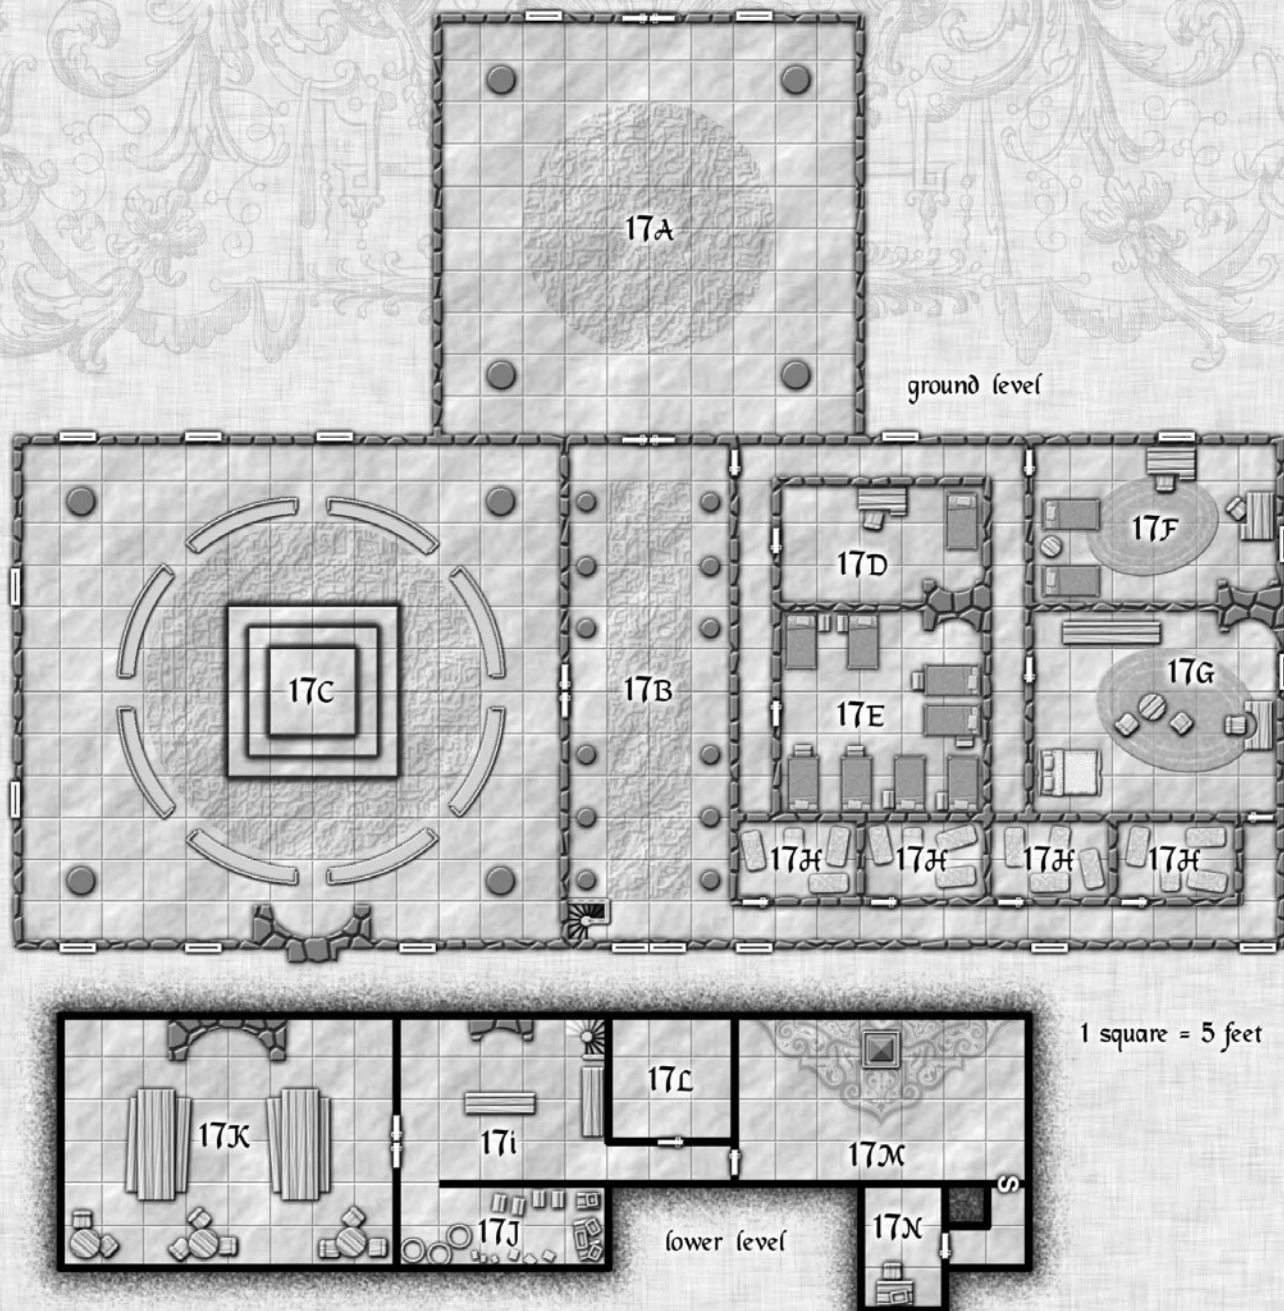 17A
ground level
17F
17D
17G
17C
17B
17E
17H
17H
17H
17H
1 square = 5 feet
17L
17K
17i
17M
17J
17N
lower level
S